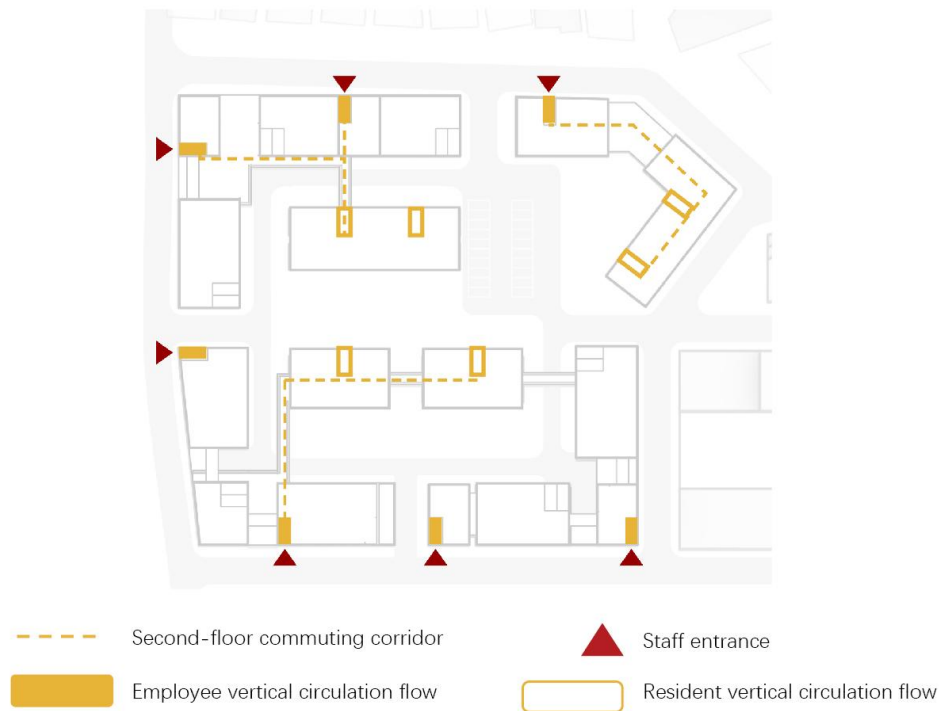 Second-floor commuting corridor
Staff entrance
Employee vertical circulation flow
Resident vertical circulation flow